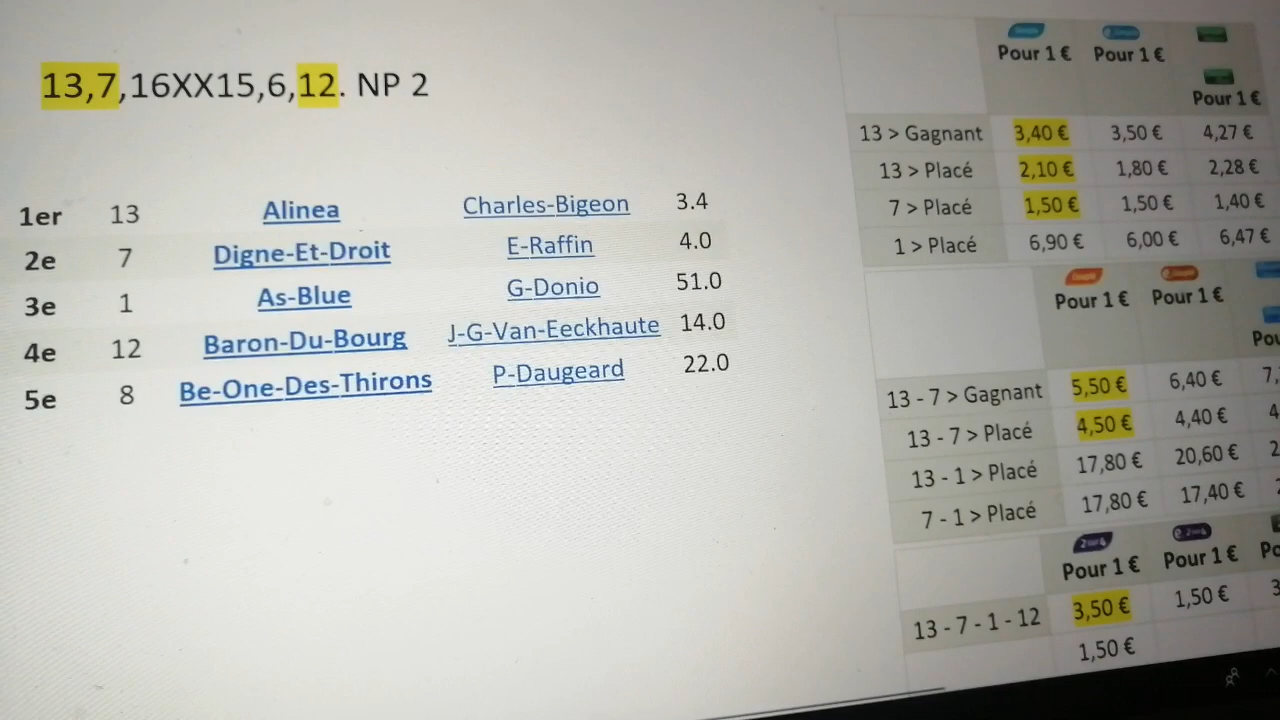 13,7,16XX15,6,12. NP 2
1er 13 Alinea Charles-Bigeon 3.4
2e 7 Digne-Et-Droit E-Raffin 4.0
3e 1 As-Blue G-Donio 51.0
4e 12 Baron-Du-Bourg J-G-Van-Eeckhaute 14.0
5e 8 Be-One-Des-Thirons P-Daugeard 22.0
Pour 1 € Pour 1 € Pour 1 €
13 > Gagnant 3,40 € 3,50 € 4,27 €
13 > Placé 2,10 € 1,80 € 2,28 €
7 > Placé 1,50 € 1,50 € 1,40 €
1 > Placé 6,90 € 6,00 € 6,47 €
Pour 1 € Pour 1 €
13 - 7 > Gagnant 5,50 € 6,40 €
13 - 7 > Placé 4,50 € 4,40 €
13 - 1 > Placé 17,80 € 20,60 €
7 - 1 > Placé 17,80 € 17,40 €
Pour 1 € Pour 1 €
13 - 7 - 1 - 12 3,50 € 1,50 €
1,50 €